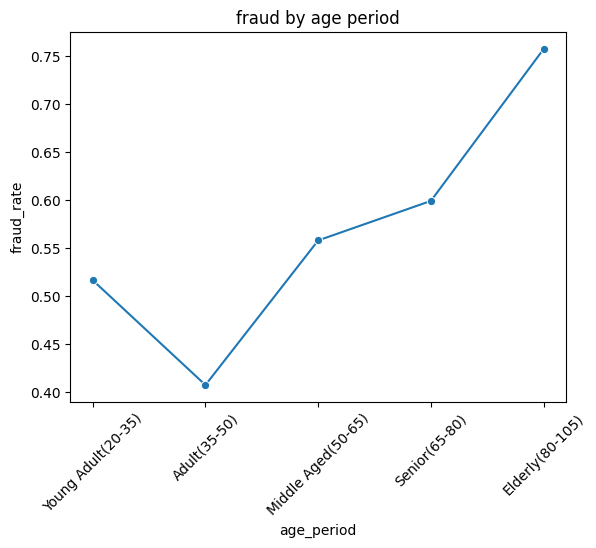 fraud by age period
fraud_rate
0.75
0.70
0.65
0.60
0.55
0.50
0.45
0.40
Young Adult(20-35)
Adult(35-50)
Middle Aged(50-65)
Senior(65-80)
Elderly(80-105)
age_period